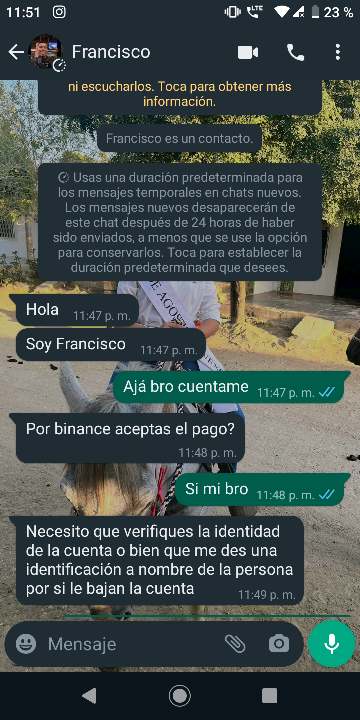 11:51
LTE
23 %
Francisco
ni escucharlos. Toca para obtener más
información.
Francisco es un contacto.
Usas una duración predeterminada para
los mensajes temporales en chats nuevos.
Los mensajes nuevos desaparecerán de
este chat después de 24 horas de haber
sido enviados, a menos que se use la opción
para conservarlos. Toca para establecer la
duración predeterminada que desees.
E AGOS
Hola 11:47 p. m.
Soy Francisco 11:47 p. m.
Ajá bro cuentame 11:47 p. m.
Por binance aceptas el pago?
11:48 p. m.
Si mi bro 11:48 p. m.
Necesito que verifiques la identidad
de la cuenta o bien que me des una
identificación a nombre de la persona
por si le bajan la cuenta 11:49 p. m.
Mensaje